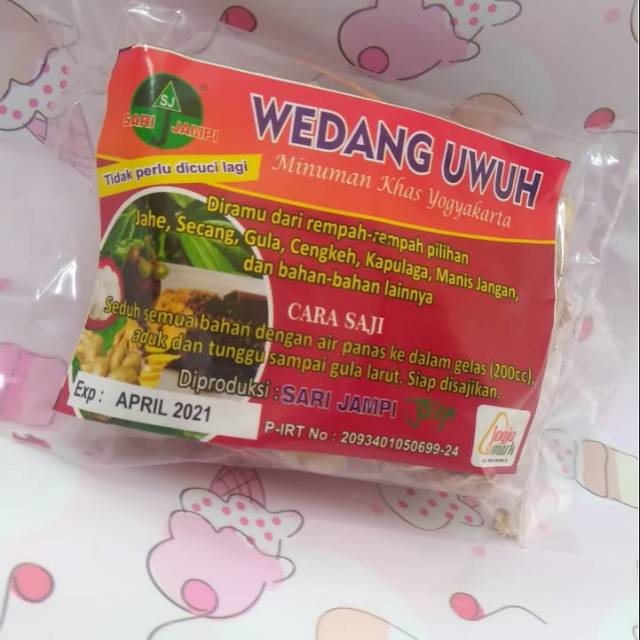 SJ
SARI JAMPI
WEDANG UWUH
Minuman Khas Yogyakarta
Tidak perlu dicuci lagi
Diramu dari rempah-rempah pilihan
Jahe, Secang, Gula, Cengkeh, Kapulaga, Manis Jangan,
dan bahan-bahan lainnya
CARA SAJI
Seduh semua bahan dengan air panas ke dalam gelas (200cc),
aduk dan tunggu sampai gula larut. Siap disajikan.
Diproduksi : SARI JAMPI Jogja
Exp : APRIL 2021
P-IRT No : 2093401050699-24
jogja
mark